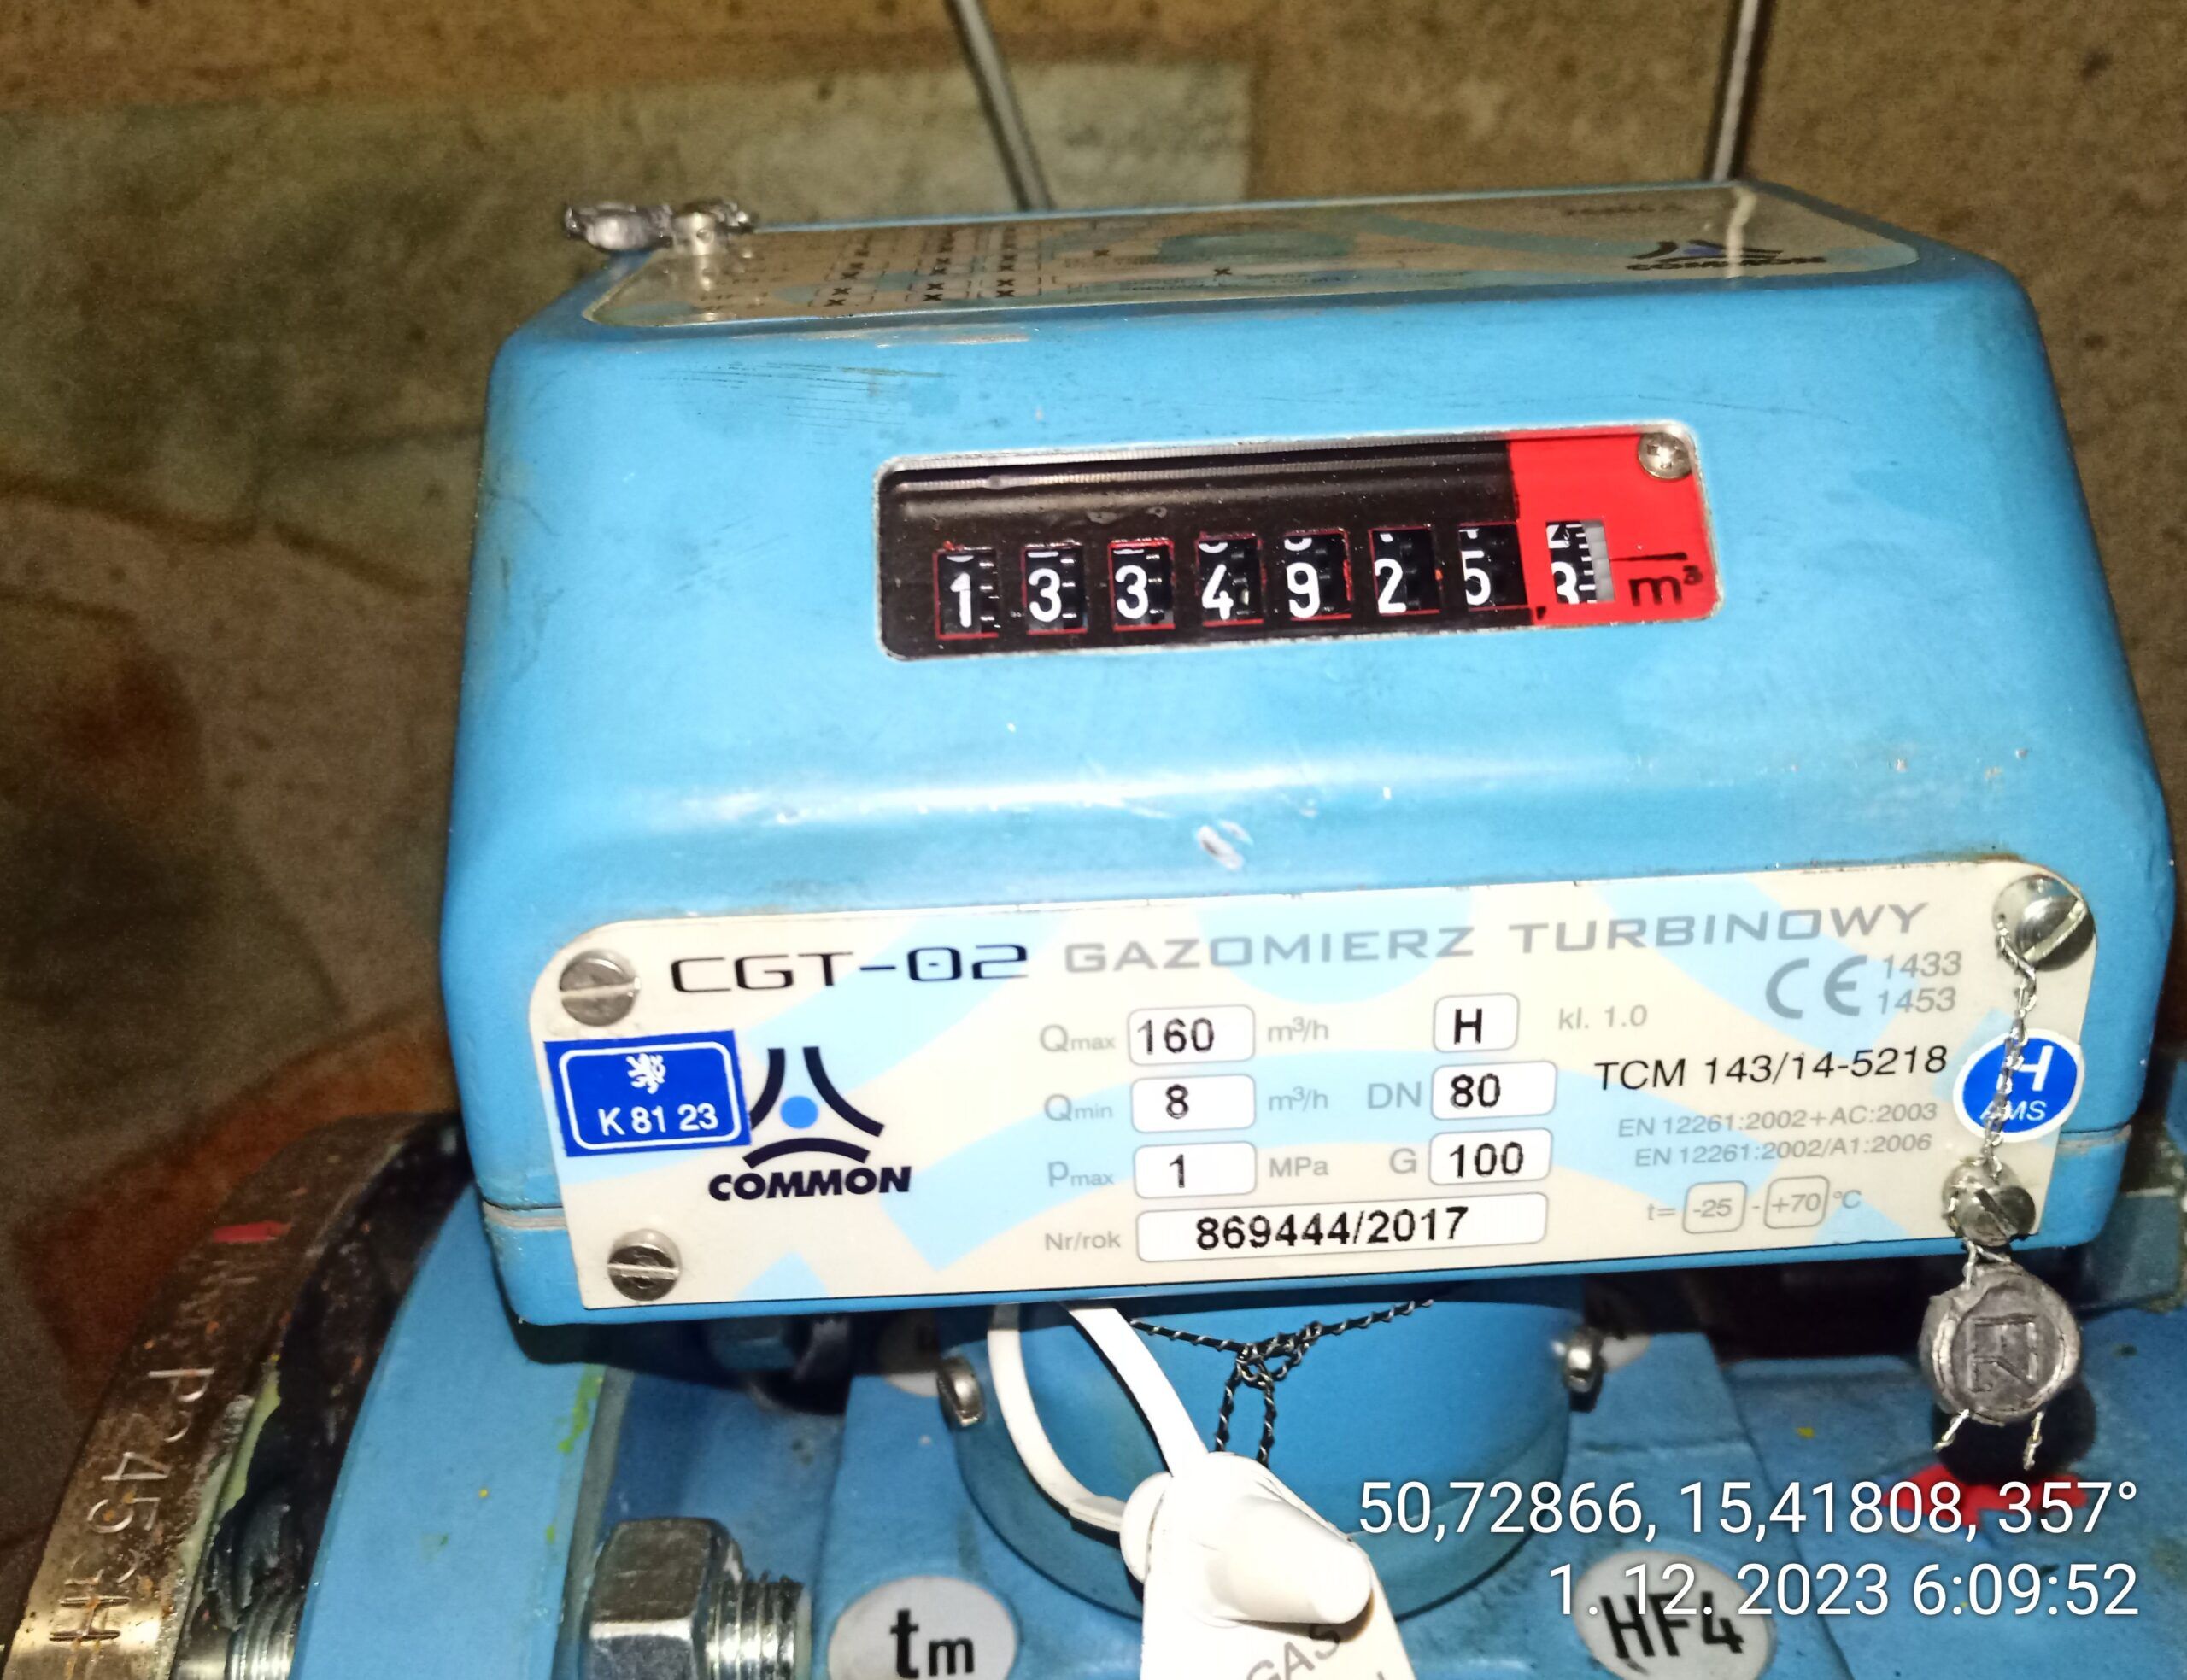 COMMON
1 3 3 4 9 2 5 3 m³
CGT-02 GAZOMIERZ TURBINOWY
CE 1433
1453
Qmax 160 m³/h H kl. 1.0
TCM 143/14-5218
H
AMS
K 81 23
COMMON
Qmin 8 m³/h DN 80
EN 12261:2002+AC:2003
EN 12261:2002/A1:2006
pmax 1 MPa G 100
t= -25 - +70 °C
Nr/rok 869444/2017
P245GH
50,72866, 15,41808, 357°
1. 12. 2023 6:09:52
tm
HF4
GAS